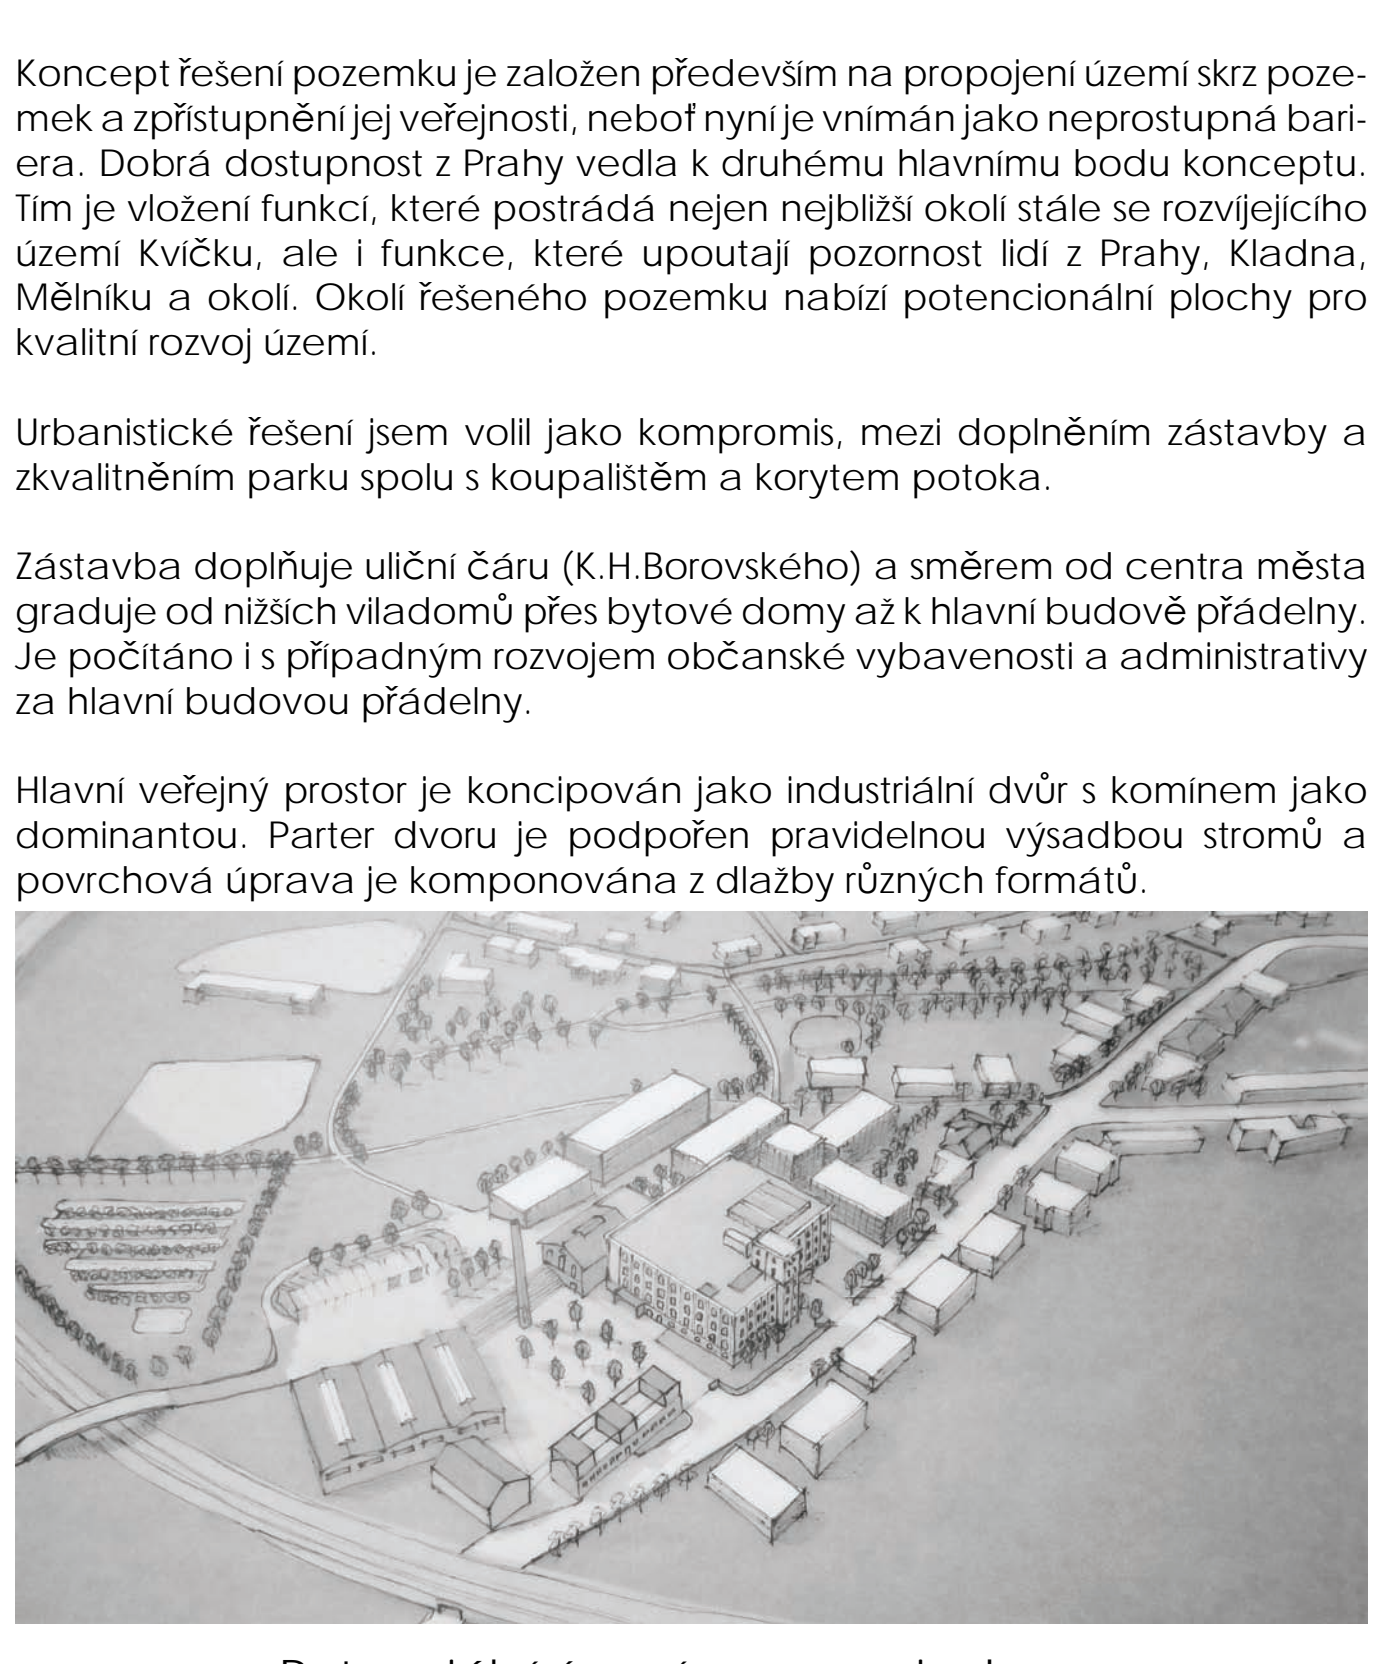 Koncept řešení pozemku je založen především na propojení území skrz poze-
mek a zpřístupnění jej veřejnosti, neboť nyní je vnímán jako neprostupná bari-
era. Dobrá dostupnost z Prahy vedla k druhému hlavnímu bodu konceptu.
Tím je vložení funkcí, které postrádá nejen nejbližší okolí stále se rozvíjejícího
území Kvíčku, ale i funkce, které upoutají pozornost lidí z Prahy, Kladna,
Mělníku a okolí. Okolí řešeného pozemku nabízí potencionální plochy pro
kvalitní rozvoj území.
Urbanistické řešení jsem volil jako kompromis, mezi doplněním zástavby a
zkvalitněním parku spolu s koupalištěm a korytem potoka.
Zástavba doplňuje uliční čáru (K.H.Borovského) a směrem od centra města
graduje od nižších viladomů přes bytové domy až k hlavní budově přádelny.
Je počítáno i s případným rozvojem občanské vybavenosti a administrativy
za hlavní budovou přádelny.
Hlavní veřejný prostor je koncipován jako industriální dvůr s komínem jako
dominantou. Parter dvoru je podpořen pravidelnou výsadbou stromů a
povrchová úprava je komponována z dlažby různých formátů.